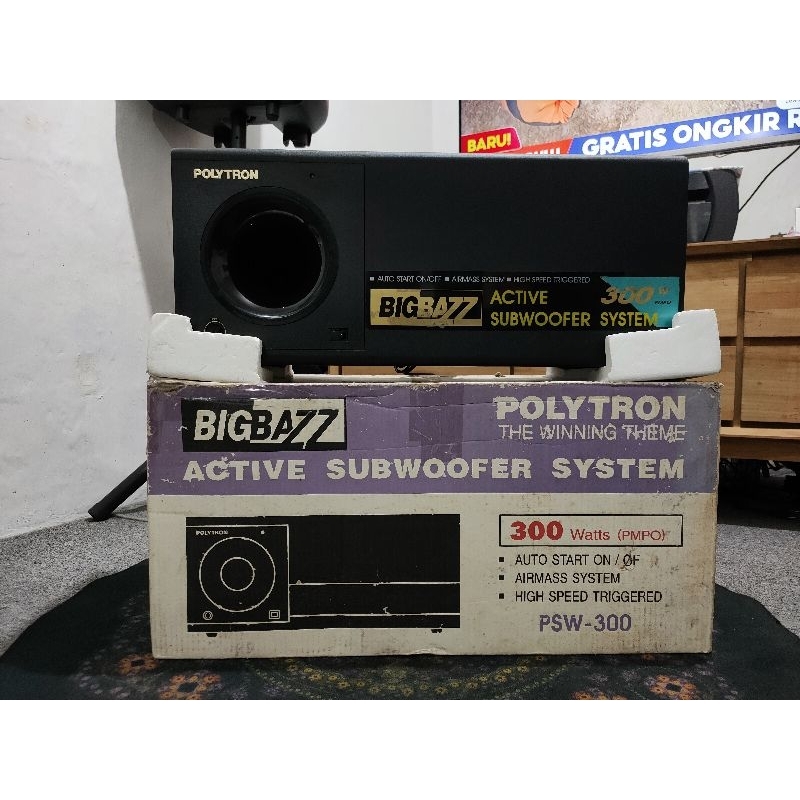 BARU!
GRATIS ONGKIR R
POLYTRON
AUTO START ON/OFF ▪ AIRMASS SYSTEM ▪ HIGH SPEED TRIGGERED
BIGBAZZ ACTIVE SUBWOOFER SYSTEM
300 W
PMPO
BIGBAZZ
POLYTRON
THE WINNING THEME
ACTIVE SUBWOOFER SYSTEM
POLYTRON
300 Watts (PMPO)
▪ AUTO START ON / OF
▪ AIRMASS SYSTEM
▪ HIGH SPEED TRIGGERED
PSW-300